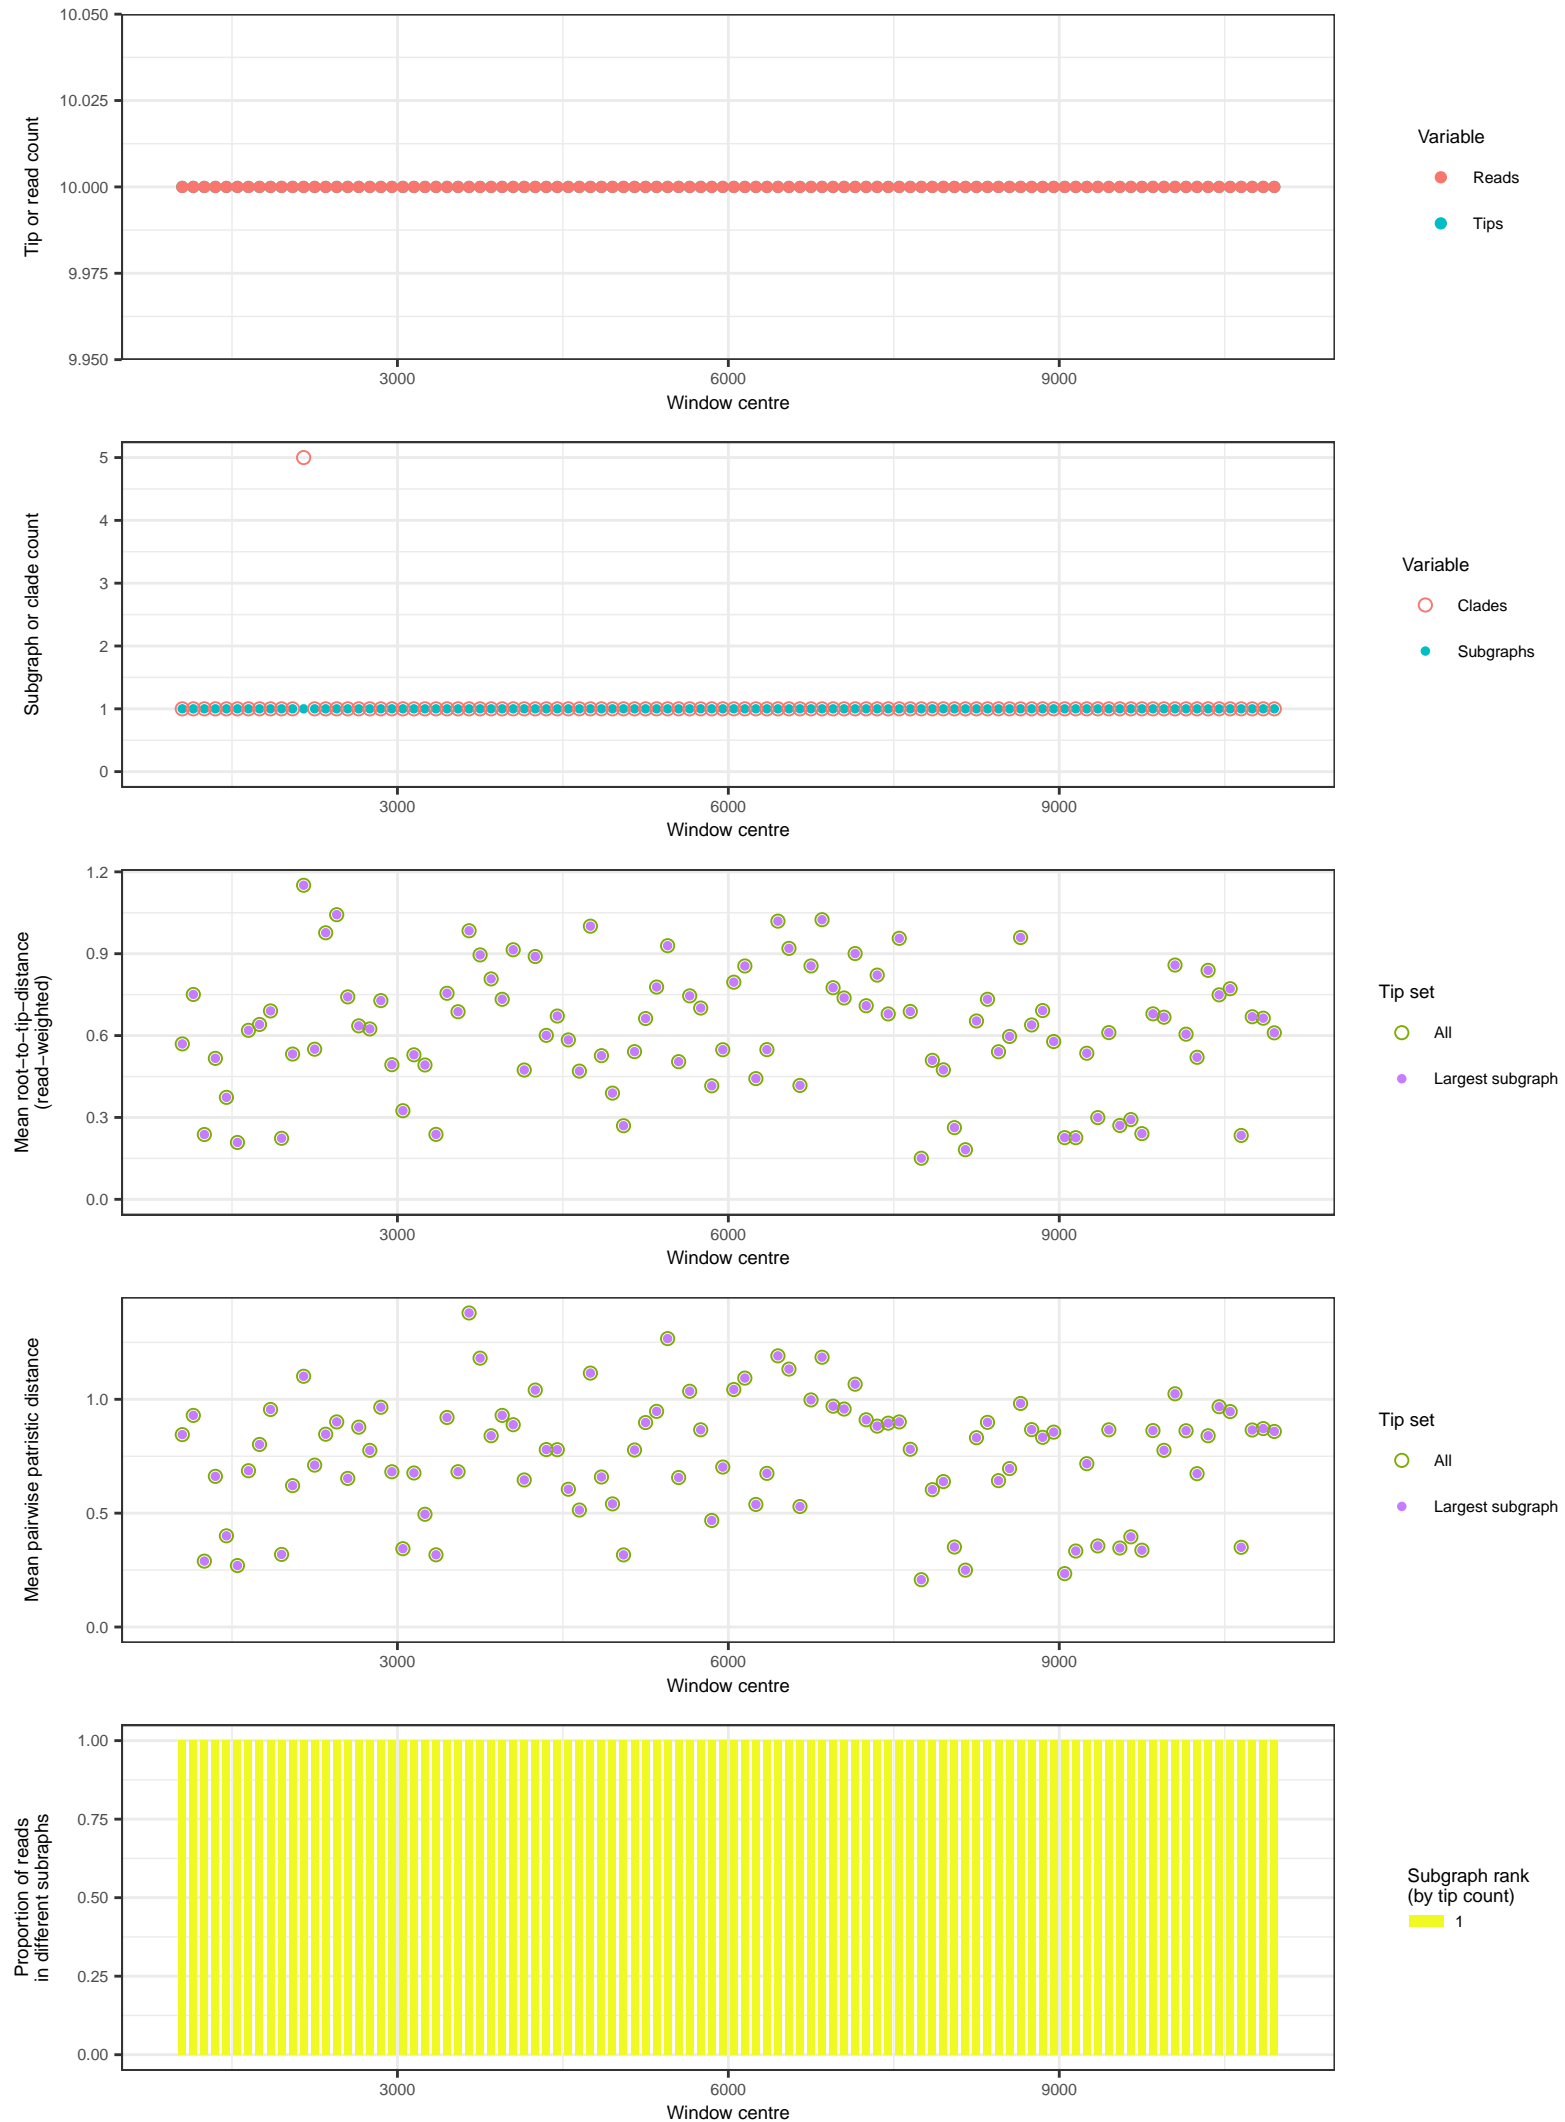 10.050
10.025
10.000
9.975
9.950
Tip or read count
3000
6000
9000
Window centre
Variable
Reads
Tips
5
4
3
2
1
0
Subgraph or clade count
3000
6000
9000
Window centre
Variable
Clades
Subgraphs
1.2
0.9
0.6
0.3
0.0
Mean root−to−tip−distance
(read−weighted)
3000
6000
9000
Window centre
Tip set
All
Largest subgraph
1.0
0.5
0.0
Mean pairwise patristic distance
3000
6000
9000
Window centre
Tip set
All
Largest subgraph
1.00
0.75
0.50
0.25
0.00
Proportion of reads
in different subraphs
3000
6000
9000
Window centre
Subgraph rank
(by tip count)
1